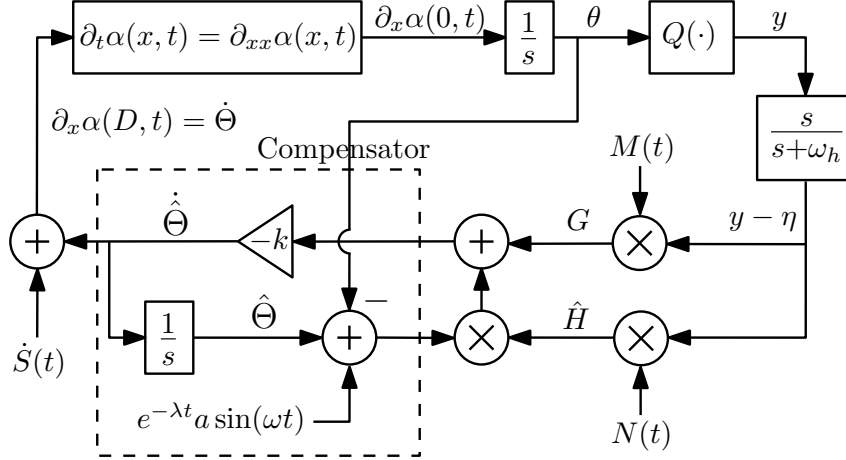 ∂ₜα(x, t) = ∂ₓₓα(x, t)
∂ₓα(0, t)
1/s
θ
Q(·)
y
∂ₓα(D, t) = Θ̇
s/(s+ωₕ)
Compensator
M(t)
Θ̂̇
−k
+
+
G
×
y − η
1/s
Θ̂
−
+
×
Ĥ
×
Ṡ(t)
e^{−λt} a sin(ωt)
N(t)